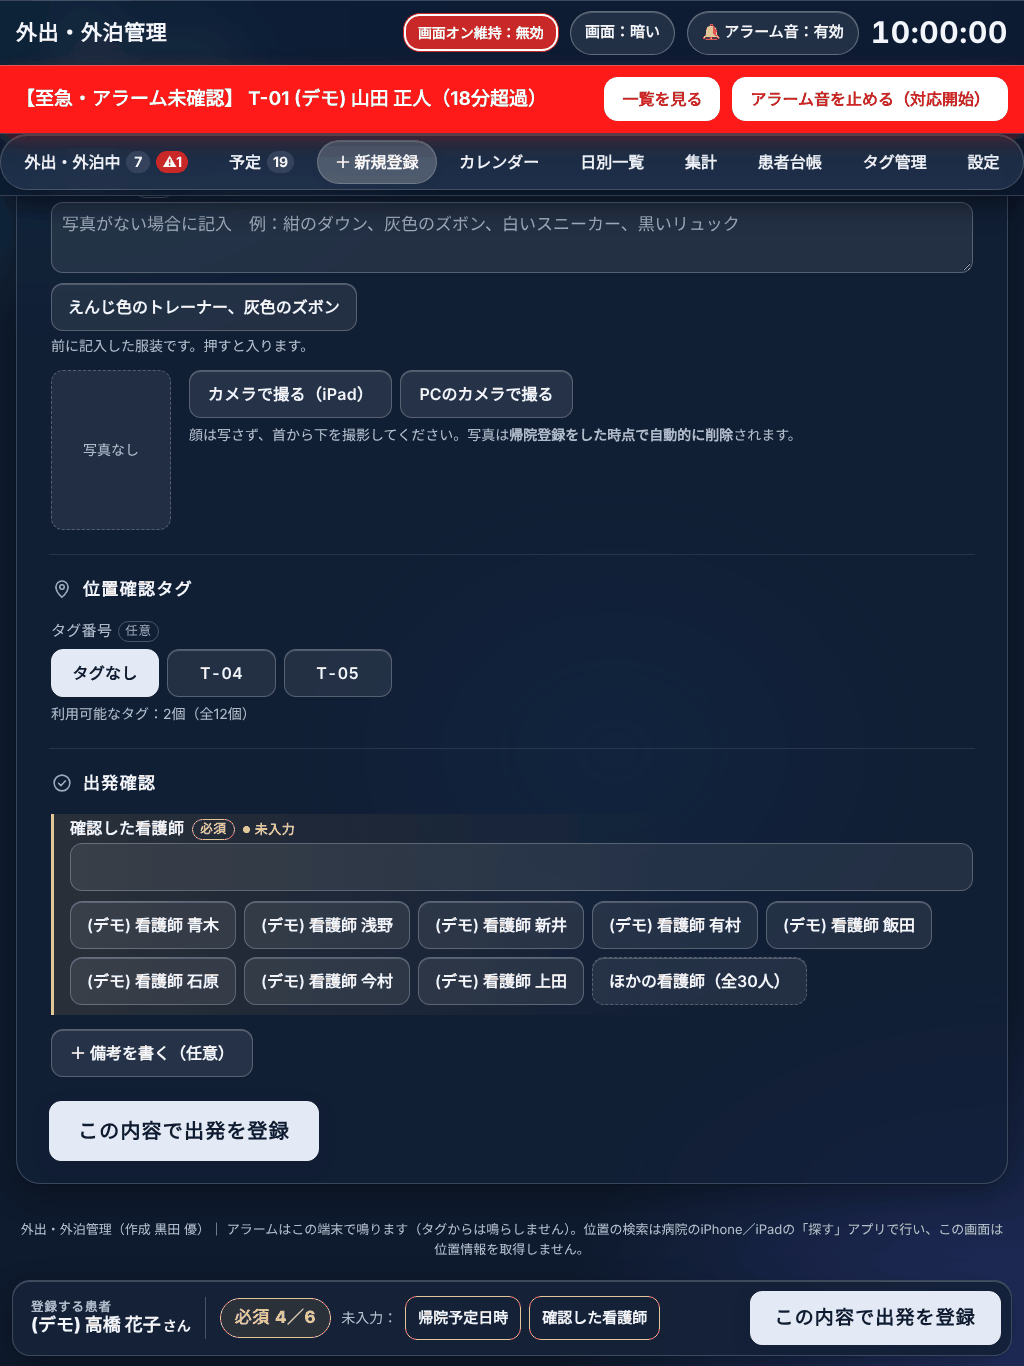 外出・外泊管理
画面オン維持：無効
画面：暗い
アラーム音：有効
10:00:00
【至急・アラーム未確認】 T-01 (デモ) 山田 正人（18分超過）
一覧を見る
アラーム音を止める（対応開始）
外出・外泊中 7 ▲1
予定 19
＋ 新規登録
カレンダー
日別一覧
集計
患者台帳
タグ管理
設定
写真がない場合に記入　例：紺のダウン、灰色のズボン、白いスニーカー、黒いリュック
えんじ色のトレーナー、灰色のズボン
前に記入した服装です。押すと入ります。
写真なし
カメラで撮る（iPad）
PCのカメラで撮る
顔は写さず、首から下を撮影してください。写真は帰院登録をした時点で自動的に削除されます。
位置確認タグ
タグ番号 任意
タグなし
T-04
T-05
利用可能なタグ：2個（全12個）
出発確認
確認した看護師 必須 ● 未入力
(デモ) 看護師 青木
(デモ) 看護師 浅野
(デモ) 看護師 新井
(デモ) 看護師 有村
(デモ) 看護師 飯田
(デモ) 看護師 石原
(デモ) 看護師 今村
(デモ) 看護師 上田
ほかの看護師（全30人）
＋ 備考を書く（任意）
この内容で出発を登録
外出・外泊管理（作成 黒田 優）｜ アラームはこの端末で鳴ります（タグからは鳴らしません）。位置の検索は病院のiPhone／iPadの「探す」アプリで行い、この画面は
位置情報を取得しません。
登録する患者
(デモ) 高橋 花子 さん
必須 4／6
未入力：
帰院予定日時
確認した看護師
この内容で出発を登録